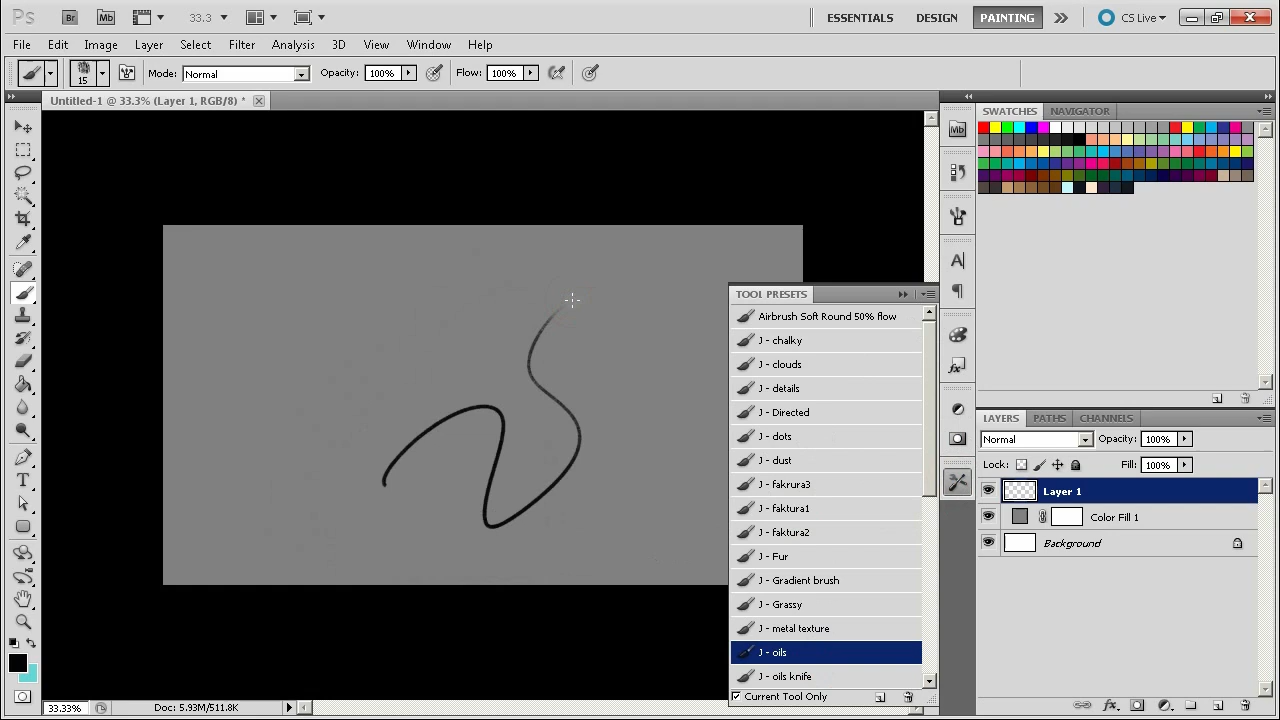 Ps Br Mb 33.3 ESSENTIALS DESIGN PAINTING CS Live
File Edit Image Layer Select Filter Analysis 3D View Window Help
15 Mode: Normal Opacity: 100% Flow: 100%
Untitled-1 @ 33.3% (Layer 1, RGB/8) *
SWATCHES NAVIGATOR
Mb
TOOL PRESETS
Airbrush Soft Round 50% flow
J - chalky
J - clouds
J - details
J - Directed
J - dots
J - dust
J - fakrura3
J - faktura1
J - faktura2
J - Fur
J - Gradient brush
J - Grassy
J - metal texture
J - oils
J - oils knife
Current Tool Only
LAYERS PATHS CHANNELS
Normal Opacity: 100%
Lock: Fill: 100%
Layer 1
Color Fill 1
Background
33.33% Doc: 5.93M/511.8K